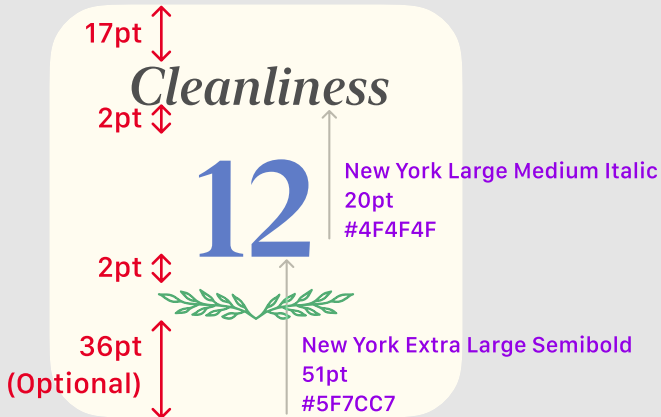 17pt
Cleanliness
2pt
12
New York Large Medium Italic
20pt
#4F4F4F
2pt
36pt
(Optional)
New York Extra Large Semibold
51pt
#5F7CC7